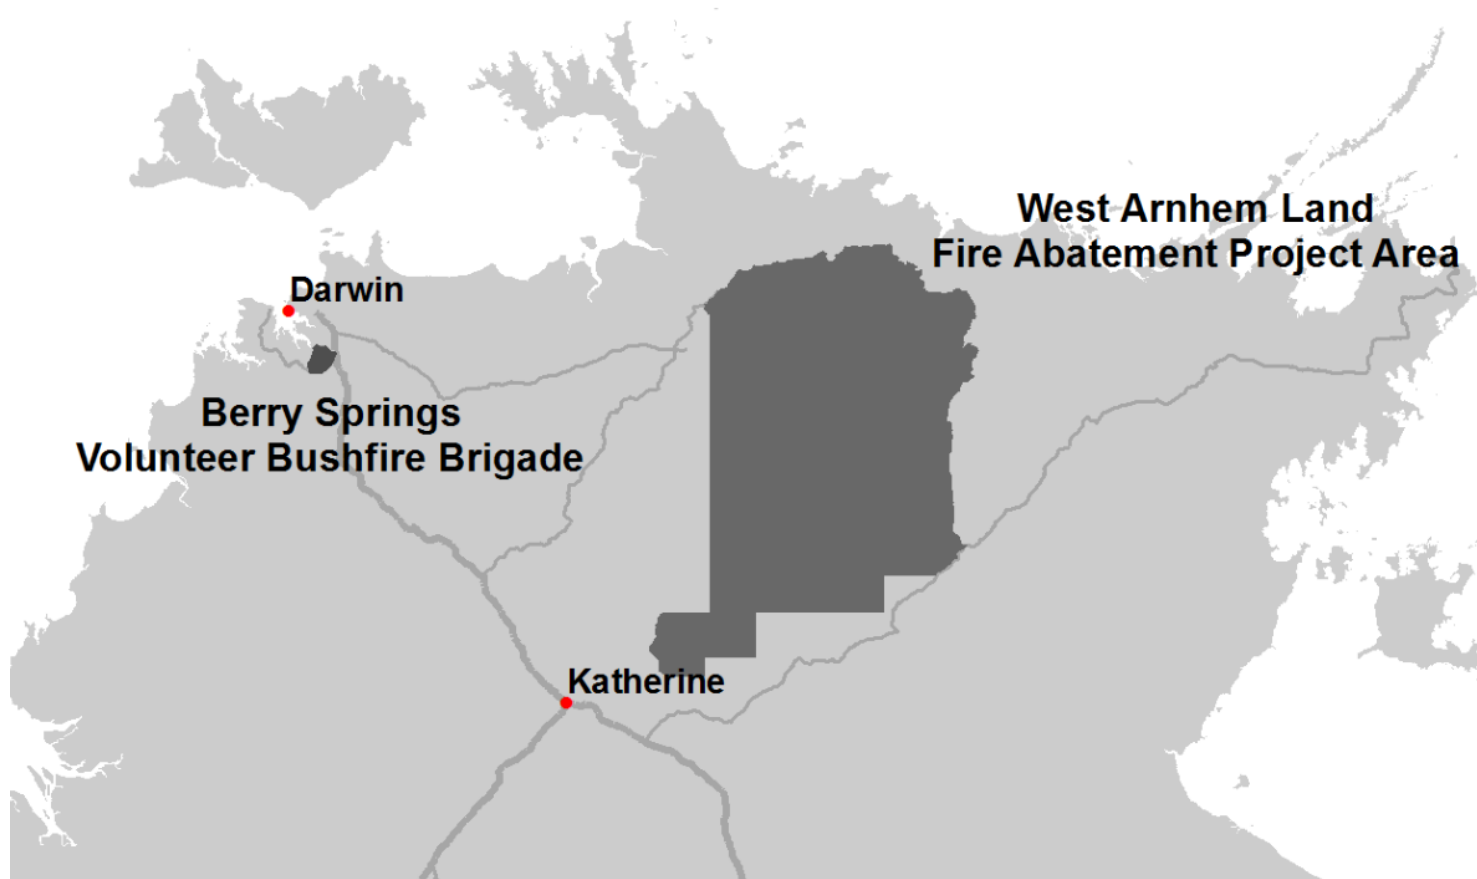 West Arnhem Land
Fire Abatement Project Area
Darwin
Berry Springs
Volunteer Bushfire Brigade
Katherine